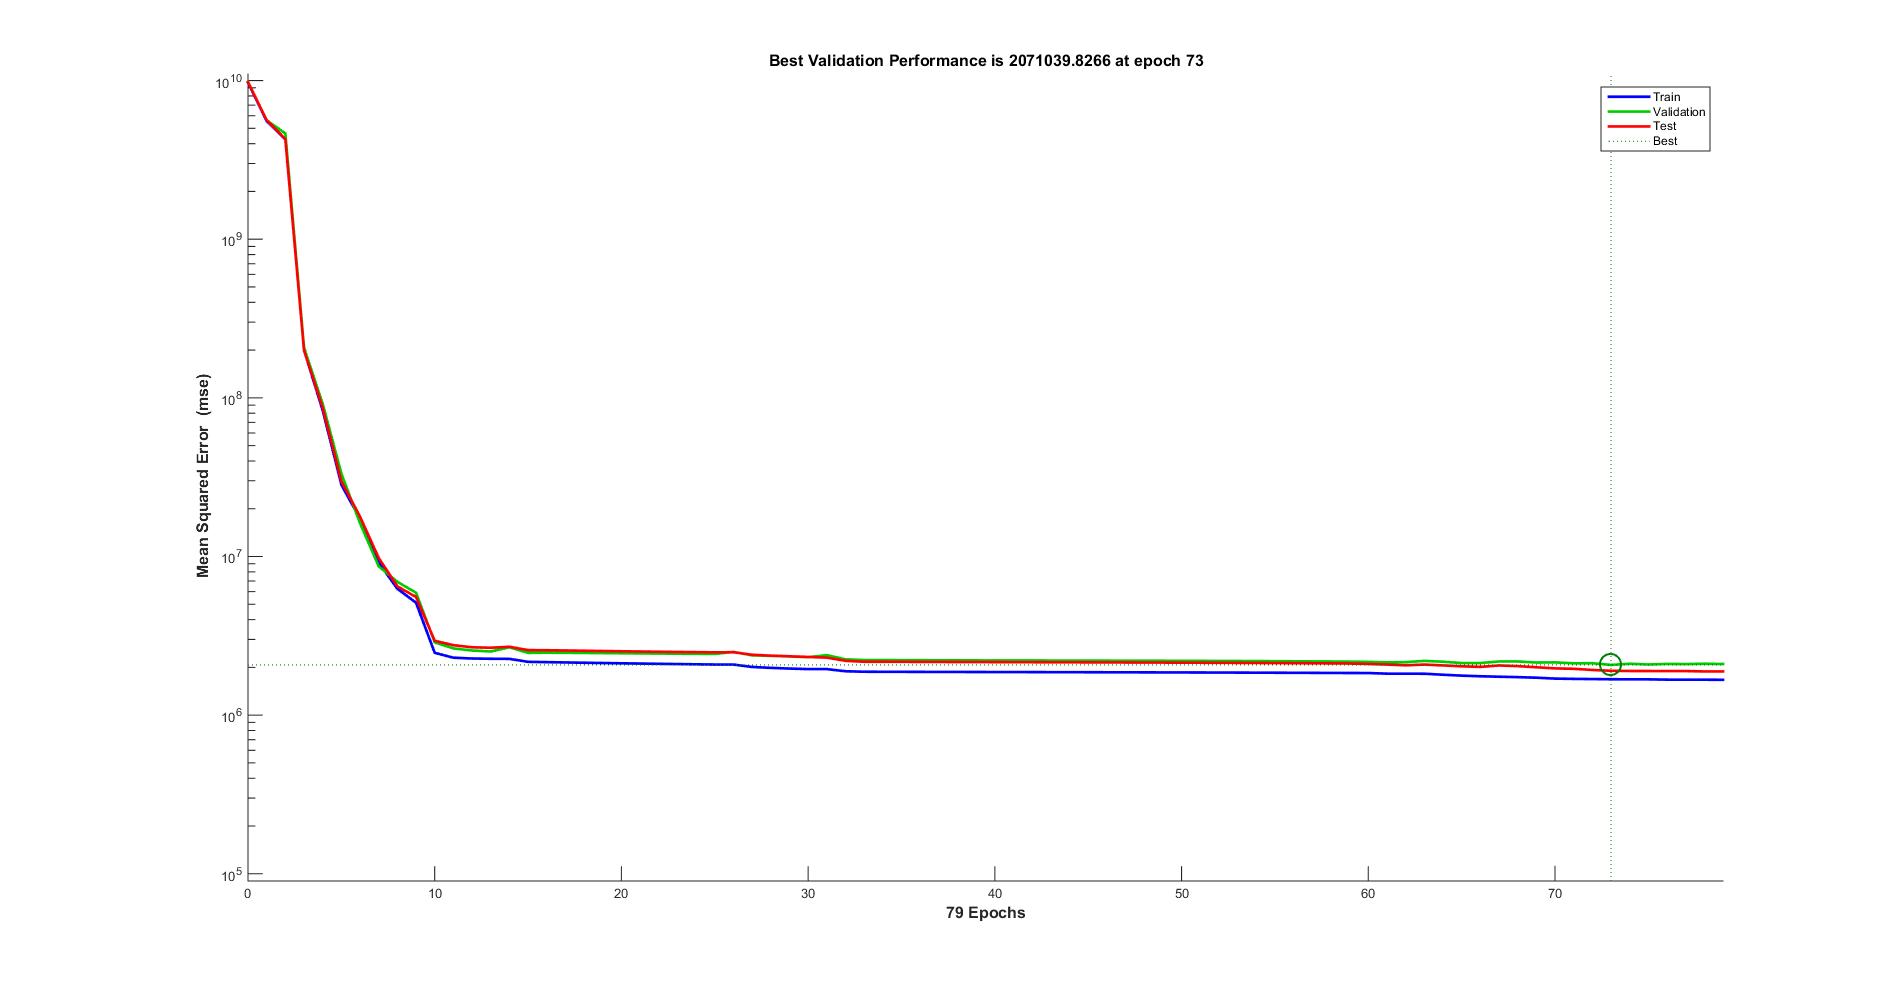 Best Validation Performance is 2071039.8266 at epoch 73
Train
Validation
Test
Best
Mean Squared Error (mse)
10^10
10^9
10^8
10^7
10^6
10^5
0 10 20 30 40 50 60 70
79 Epochs